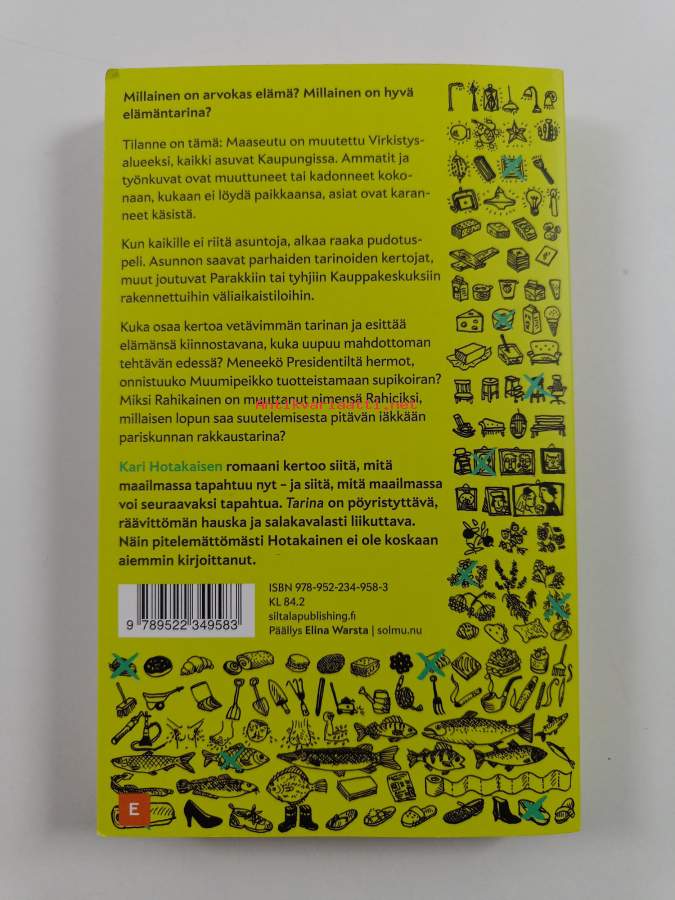 Millainen on arvokas elämä? Millainen on hyvä
elämäntarina?
Tilanne on tämä: Maaseutu on muutettu Virkistys-
alueeksi, kaikki asuvat Kaupungissa. Ammatit ja
työnkuvat ovat muuttuneet tai kadonneet koko-
naan, kukaan ei löydä paikkaansa, asiat ovat karan-
neet käsistä.
Kun kaikille ei riitä asuntoja, alkaa raaka pudotus-
peli. Asunnon saavat parhaiden tarinoiden kertojat,
muut joutuvat Parakkiin tai tyhjiin Kauppakeskuksiin
rakennettuihin väliaikaistiloihin.
Kuka osaa kertoa vetävimmän tarinan ja esittää
elämänsä kiinnostavana, kuka uupuu mahdottoman
tehtävän edessä? Meneekö Presidentiltä hermot,
onnistuuko Muumipeikko tuotteistamaan supikoiran?
Antikvariaatti.net
Miksi Rahikainen on muuttanut nimensä Rahiciksi,
millaisen lopun saa suutelemisesta pitävän iäkkään
pariskunnan rakkaustarina?
Kari Hotakaisen romaani kertoo siitä, mitä
maailmassa tapahtuu nyt – ja siitä, mitä maailmassa
voi seuraavaksi tapahtua. Tarina on pöyristyttävä,
räävittömän hauska ja salakavalasti liikuttava.
Näin pitelemättömästi Hotakainen ei ole koskaan
aiemmin kirjoittanut.
ISBN 978-952-234-958-3
KL 84.2
siltalapublishing.fi
Päällys Elina Warsta | solmu.nu
9 789522 349583
E